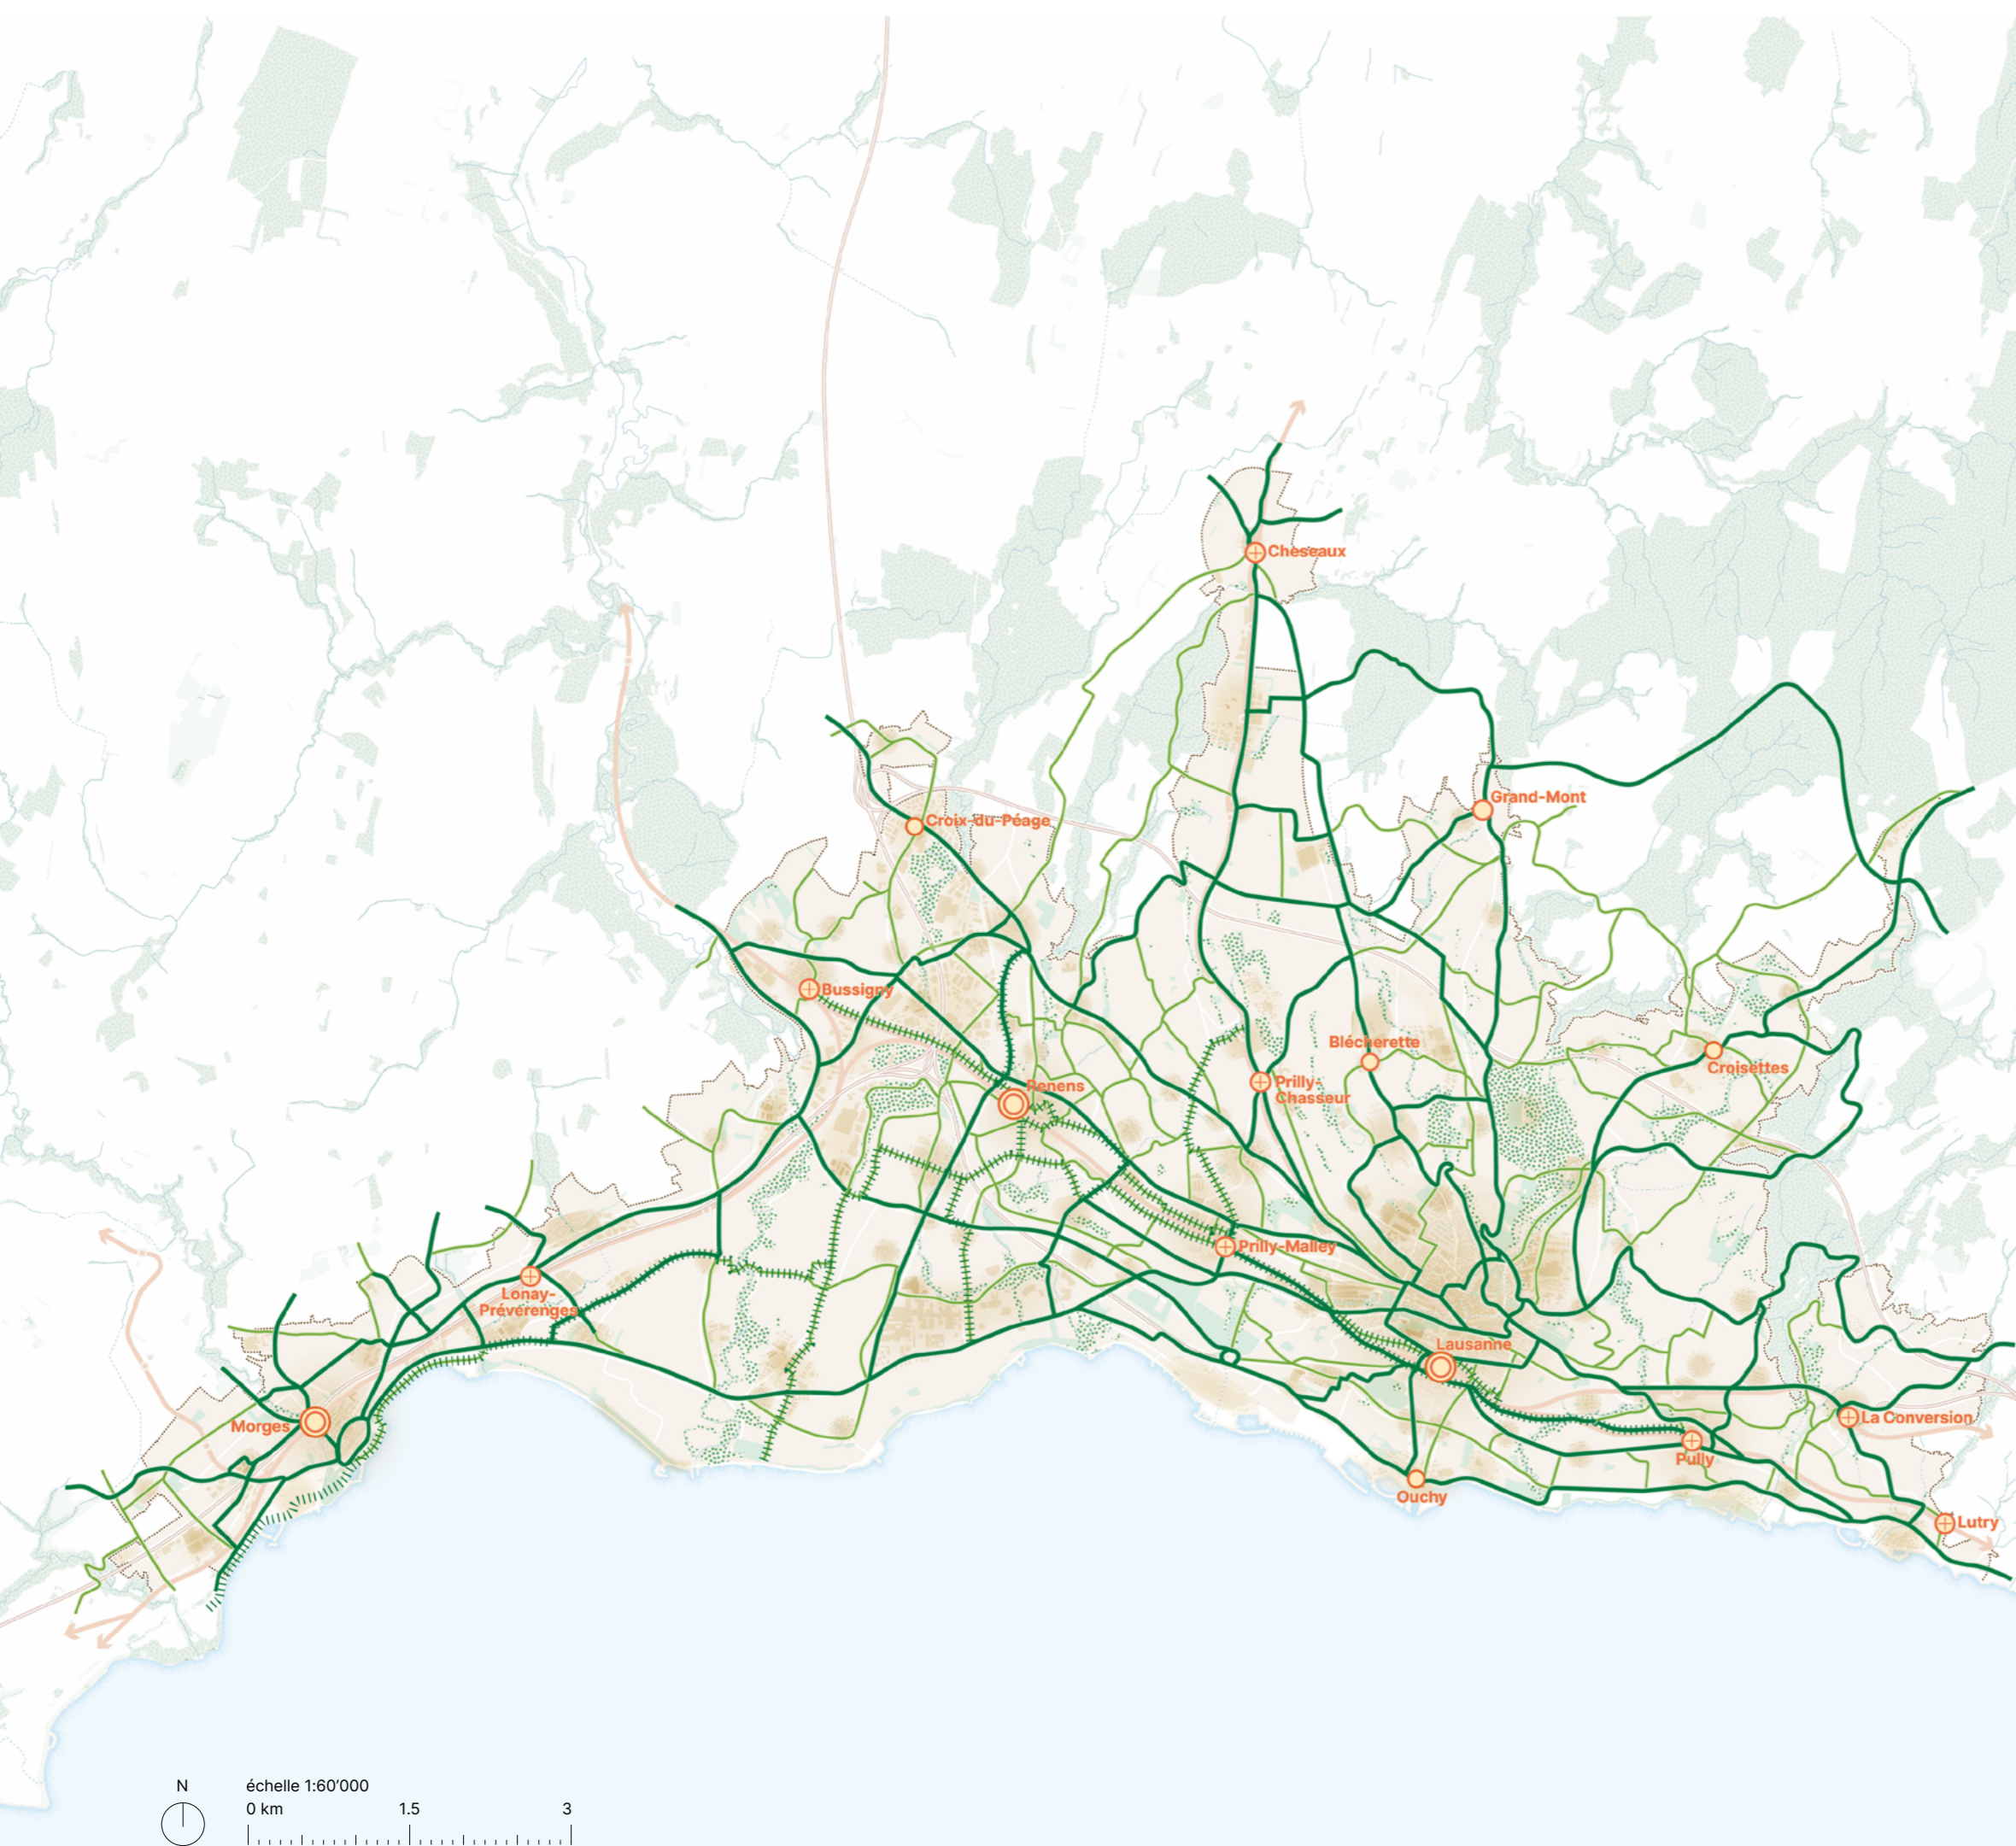 Cheseaux
Grand-Mont
Croix-du-Péage
Bussigny
Blécherette
Croisettes
Renens
Prilly-
Chasseur
Prilly-Malley
Lonay-
Préverenges
Lausanne
Morges
La Conversion
Pully
Ouchy
Lutry
N
échelle 1:60’000
0 km
1.5
3